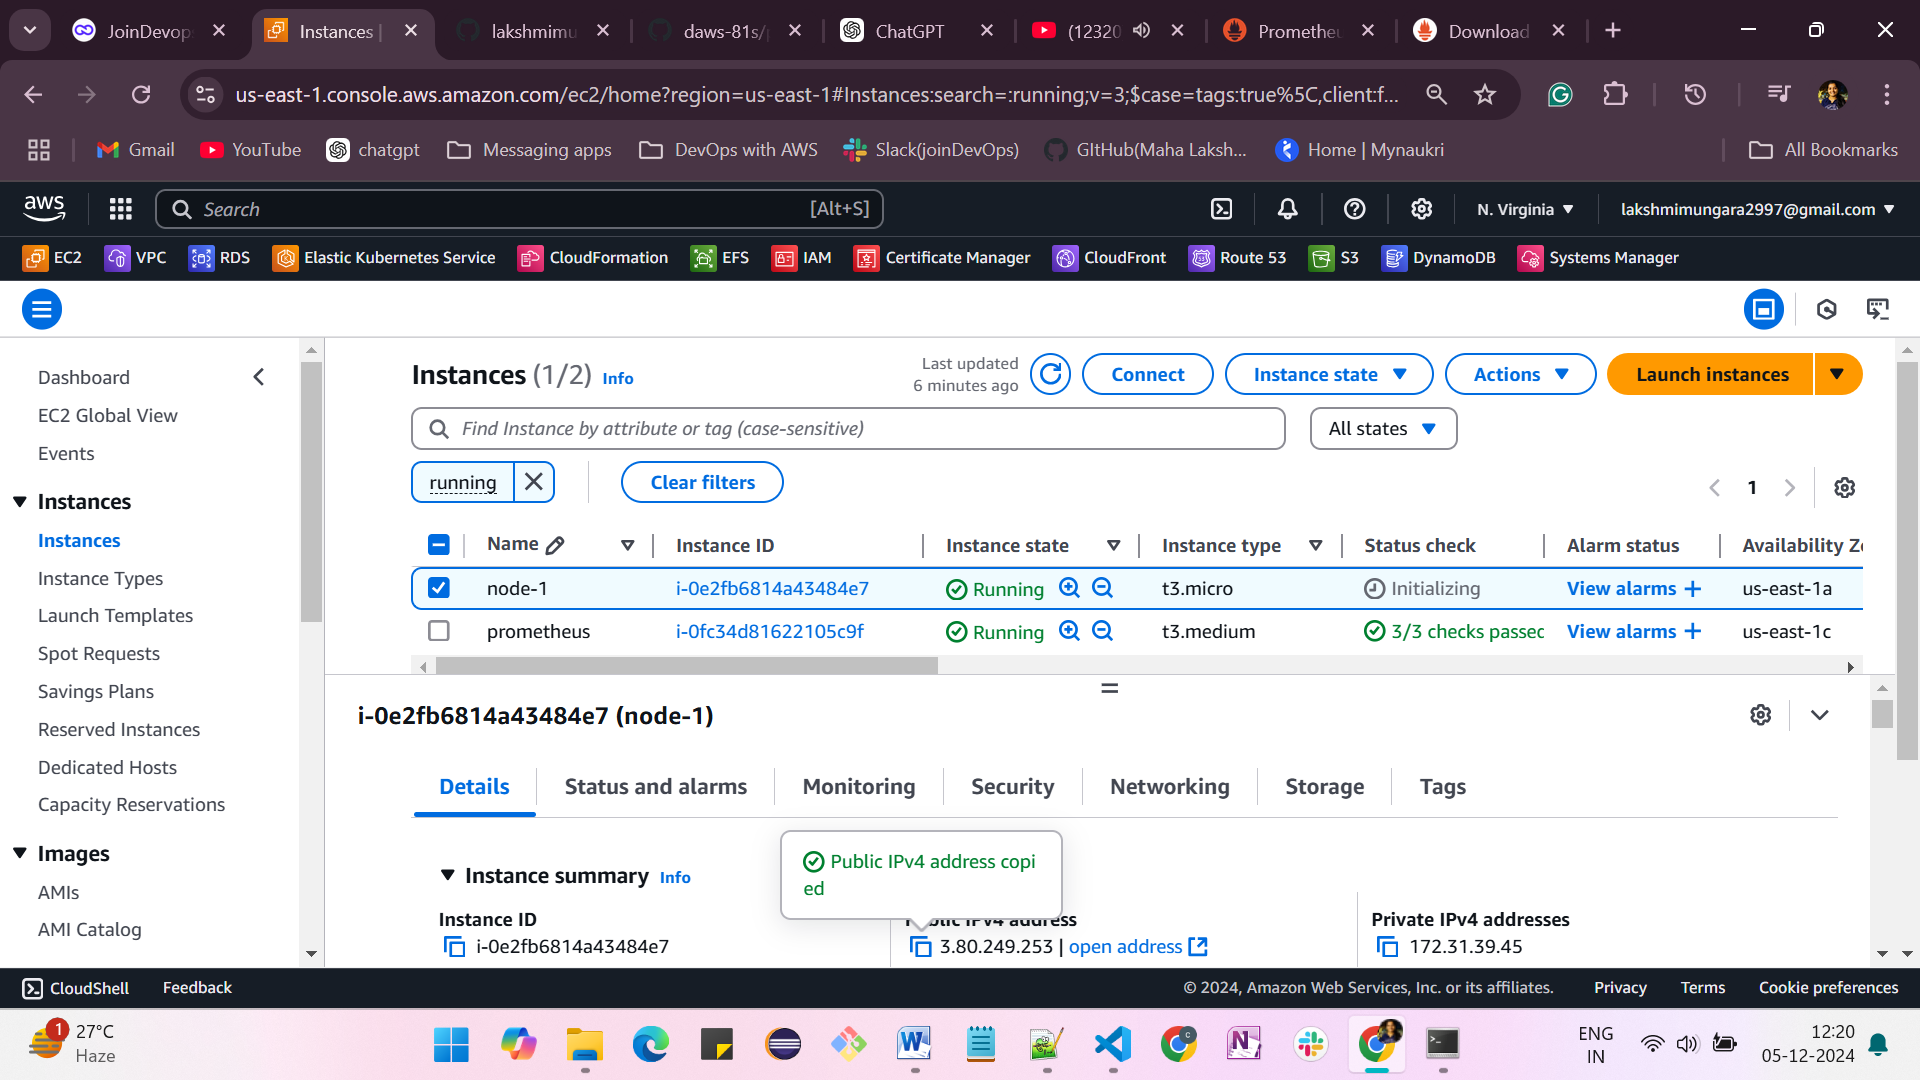 JoinDevop
Instances |
lakshmimu
daws-81s/
ChatGPT
(12320
Promethe
Download
us-east-1.console.aws.amazon.com/ec2/home?region=us-east-1#Instances:search=:running;v=3;$case=tags:true%5C,client:f...
Gmail
YouTube
chatgpt
Messaging apps
DevOps with AWS
Slack(joinDevOps)
GItHub(Maha Laksh...
Home | Mynaukri
All Bookmarks
aws
Search
[Alt+S]
N. Virginia
lakshmimungara2997@gmail.com
EC2
VPC
RDS
Elastic Kubernetes Service
CloudFormation
EFS
IAM
Certificate Manager
CloudFront
Route 53
S3
DynamoDB
Systems Manager
Dashboard
EC2 Global View
Events
Instances
Instances
Instance Types
Launch Templates
Spot Requests
Savings Plans
Reserved Instances
Dedicated Hosts
Capacity Reservations
Images
AMIs
AMI Catalog
Instances (1/2) Info
Last updated
6 minutes ago
Connect
Instance state
Actions
Launch instances
Find Instance by attribute or tag (case-sensitive)
All states
running
Clear filters
1
Name
Instance ID
Instance state
Instance type
Status check
Alarm status
Availability Z
node-1
i-0e2fb6814a43484e7
Running
t3.micro
Initializing
View alarms +
us-east-1a
prometheus
i-0fc34d81622105c9f
Running
t3.medium
3/3 checks passec
View alarms +
us-east-1c
i-0e2fb6814a43484e7 (node-1)
Details
Status and alarms
Monitoring
Security
Networking
Storage
Tags
Public IPv4 address copi
ed
Instance summary Info
Instance ID
i-0e2fb6814a43484e7
Public IPv4 address
3.80.249.253 | open address
Private IPv4 addresses
172.31.39.45
CloudShell
Feedback
© 2024, Amazon Web Services, Inc. or its affiliates.
Privacy
Terms
Cookie preferences
1
27°C
Haze
ENG
IN
12:20
05-12-2024